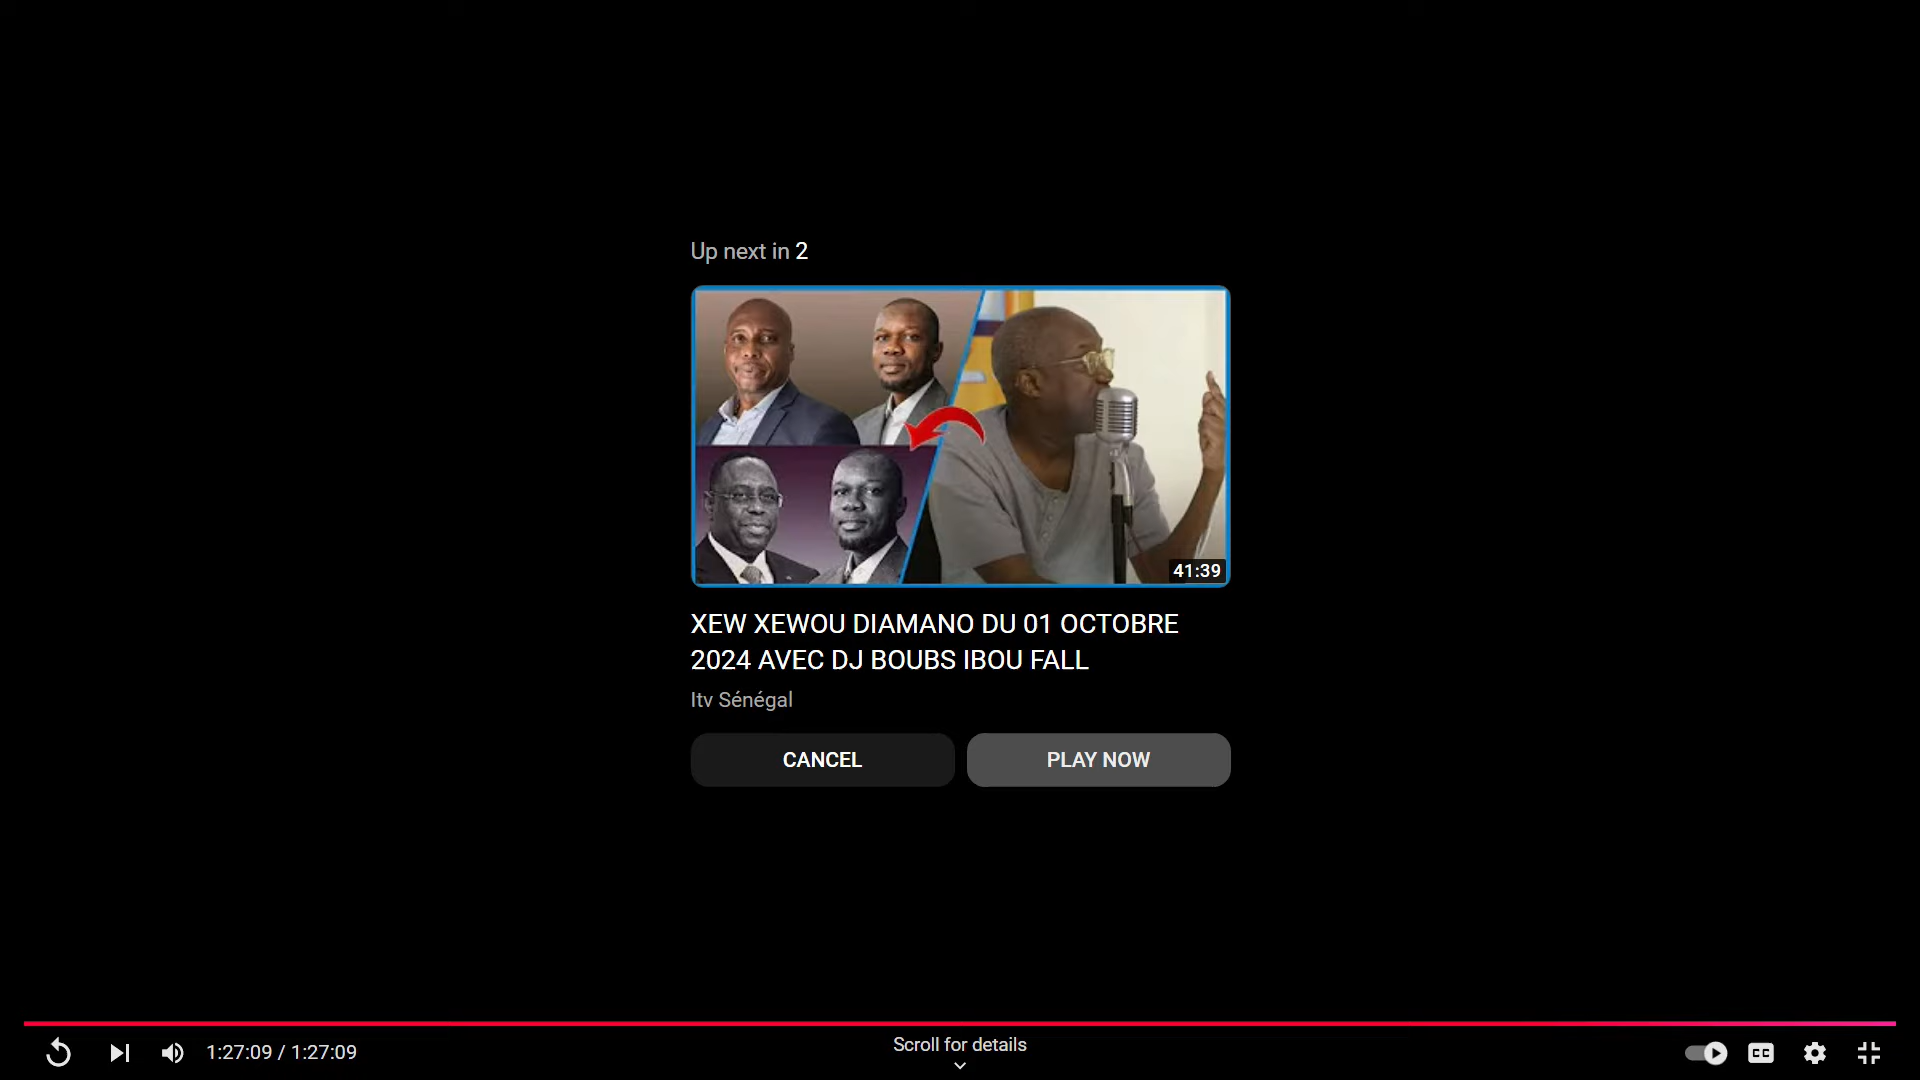 Up next in 2
41:39
XEW XEWOU DIAMANO DU 01 OCTOBRE
2024 AVEC DJ BOUBS IBOU FALL
Itv Sénégal
CANCEL
PLAY NOW
1:27:09 / 1:27:09
Scroll for details
CC